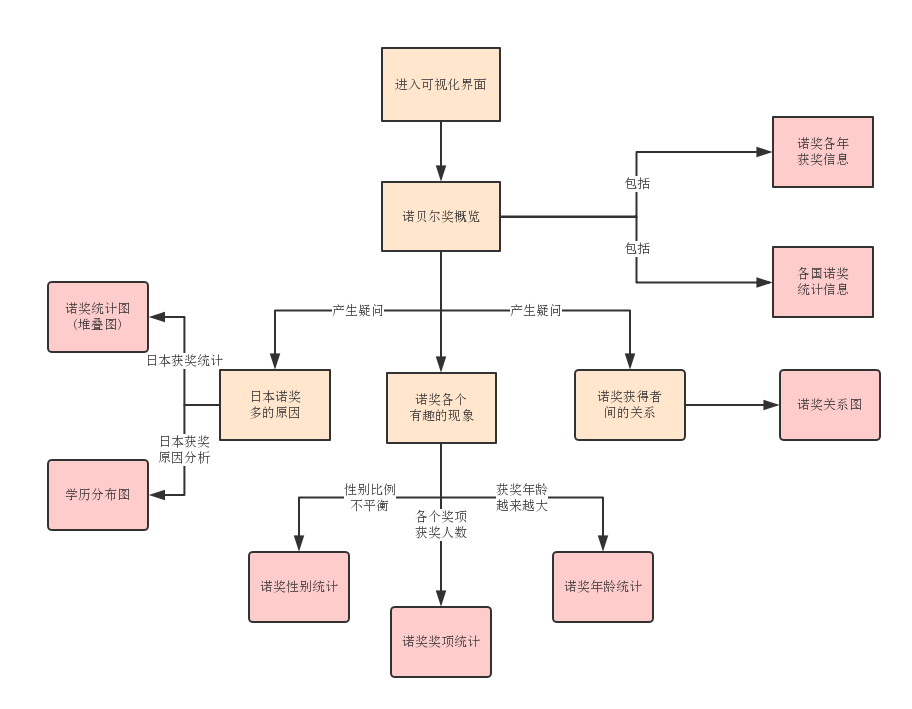 进入可视化界面
诺奖各年
获奖信息
包括
诺贝尔奖概览
包括
各国诺奖
统计信息
诺奖统计图
(堆叠图)
产生疑问
产生疑问
日本获奖统计
日本诺奖
多的原因
诺奖各个
有趣的现象
诺奖获得者
间的关系
诺奖关系图
日本获奖
原因分析
学历分布图
性别比例
不平衡
各个奖项
获奖人数
获奖年龄
越来越大
诺奖性别统计
诺奖奖项统计
诺奖年龄统计